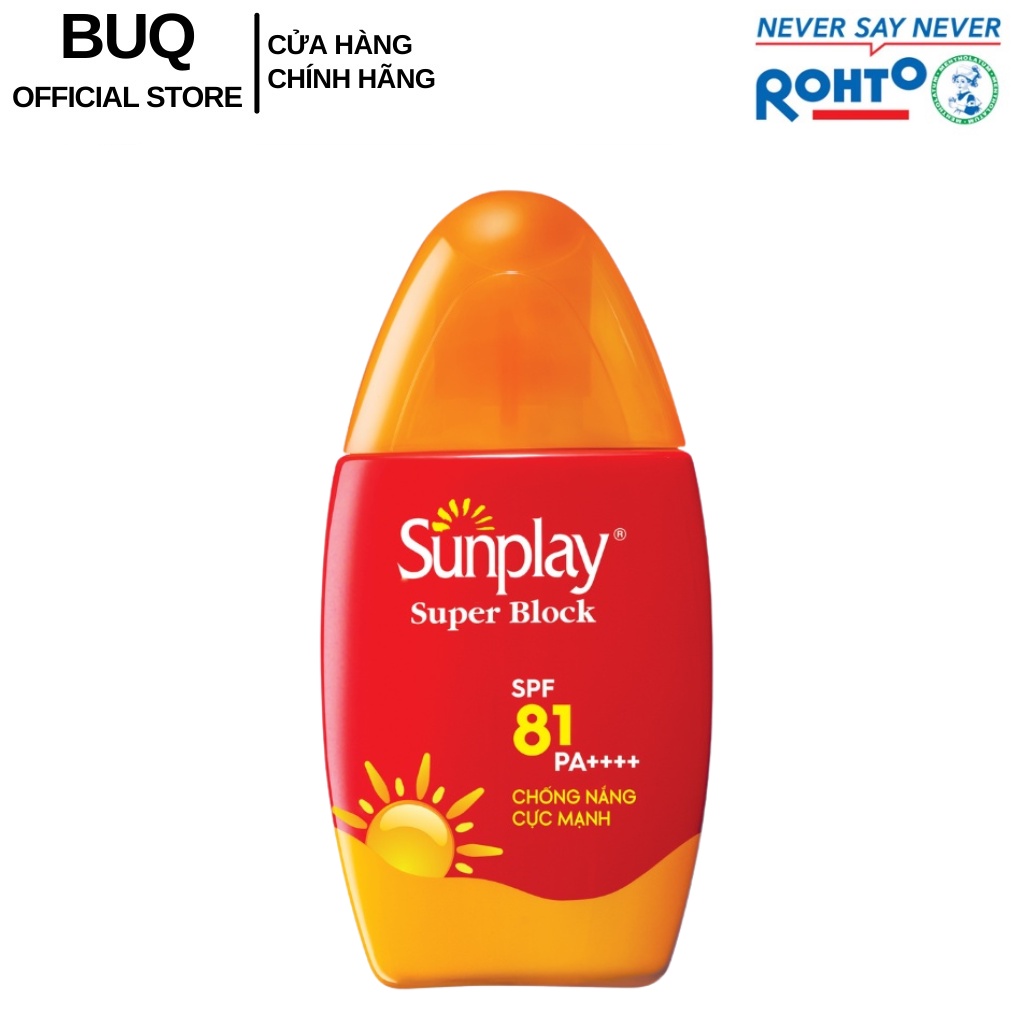 BUQ
OFFICIAL STORE
CỬA HÀNG
CHÍNH HÃNG
NEVER SAY NEVER
ROHTO
MENTHOLATUM
Sunplay®
Super Block
SPF
81
PA++++
CHỐNG NẮNG
CỰC MẠNH